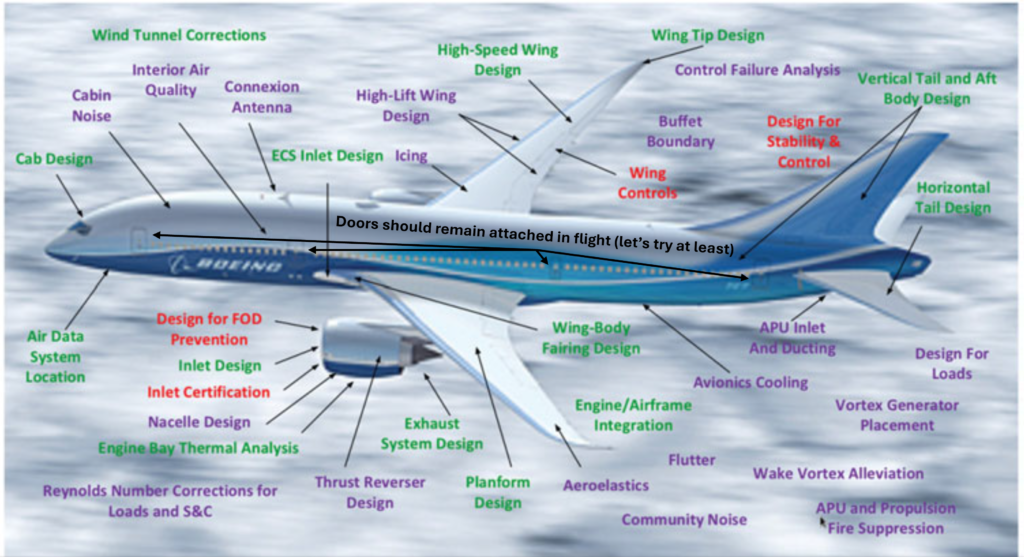 Wind Tunnel Corrections
Wing Tip Design
High-Speed Wing
Design
Interior Air
Quality
Control Failure Analysis
Connexion
Antenna
Vertical Tail and Aft
Body Design
Cabin
Noise
High-Lift Wing
Design
Buffet
Boundary
Design For
Stability &
Control
Cab Design
ECS Inlet Design
Icing
Wing
Controls
Horizontal
Tail Design
Doors should remain attached in flight (let's try at least)
BOEING
787
Air Data
System
Location
Design for FOD
Prevention
Inlet Design
Inlet Certification
Nacelle Design
Engine Bay Thermal Analysis
Wing-Body
Fairing Design
APU Inlet
And Ducting
Design For
Loads
Avionics Cooling
Vortex Generator
Placement
Engine/Airframe
Integration
Exhaust
System Design
Flutter
Wake Vortex Alleviation
Reynolds Number Corrections for
Loads and S&C
Thrust Reverser
Design
Planform
Design
Aeroelastics
Community Noise
APU and Propulsion
Fire Suppression